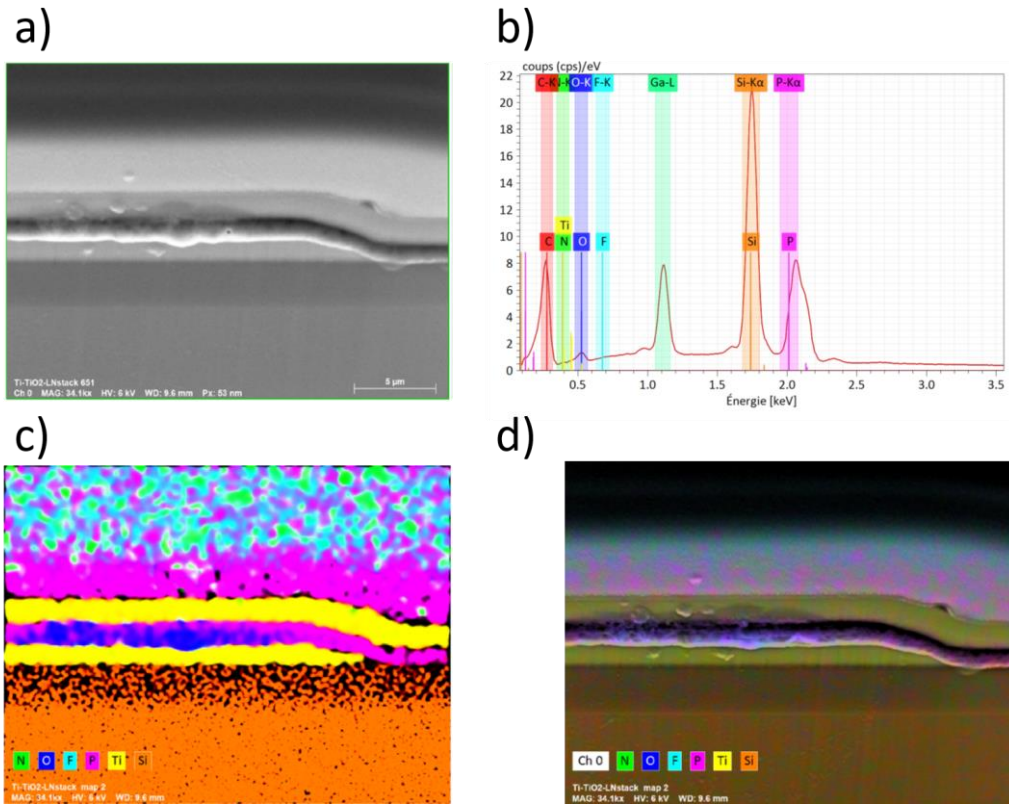 a)
Ti-TiO2-LNstack 651
Ch 0 MAG: 34.1kx HV: 6 kV WD: 9.6 mm Px: 53 nm
5 µm
b)
coups (cps)/eV
22
20
18
16
14
12
10
8
6
4
2
0
C-K N-K O-K F-K Ga-L Si-Kα P-Kα
Ti
C N O F Si P
0.5 1.0 1.5 2.0 2.5 3.0 3.5
Énergie [keV]
c)
N O F P Ti Si
Ti-TiO2-LNstack map 2
MAG: 34.1kx HV: 6 kV WD: 9.6 mm
d)
Ch 0 N O F P Ti Si
Ti-TiO2-LNstack map 2
MAG: 34.1kx HV: 6 kV WD: 9.6 mm